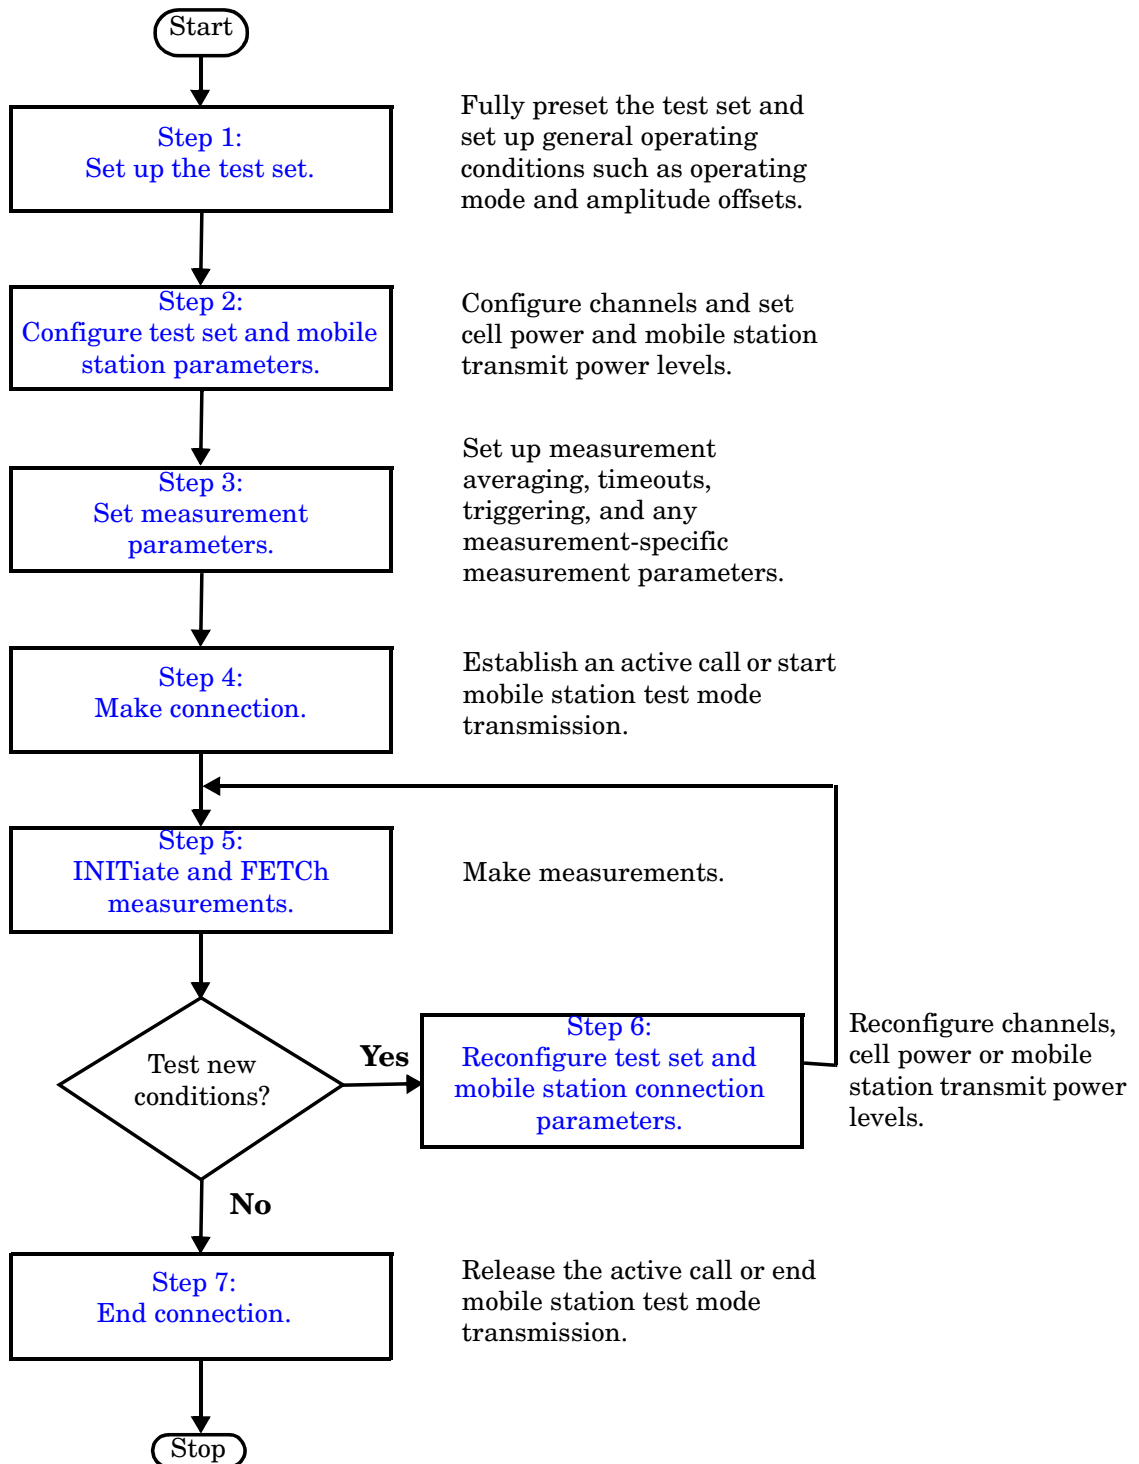 Start
Step 1:
Set up the test set.
Fully preset the test set and
set up general operating
conditions such as operating
mode and amplitude offsets.
Step 2:
Configure test set and mobile
station parameters.
Configure channels and set
cell power and mobile station
transmit power levels.
Step 3:
Set measurement
parameters.
Set up measurement
averaging, timeouts,
triggering, and any
measurement-specific
measurement parameters.
Step 4:
Make connection.
Establish an active call or start
mobile station test mode
transmission.
Step 5:
INITiate and FETCh
measurements.
Make measurements.
Test new
conditions?
Yes
Step 6:
Reconfigure test set and
mobile station connection
parameters.
Reconfigure channels,
cell power or mobile
station transmit power
levels.
No
Step 7:
End connection.
Release the active call or end
mobile station test mode
transmission.
Stop